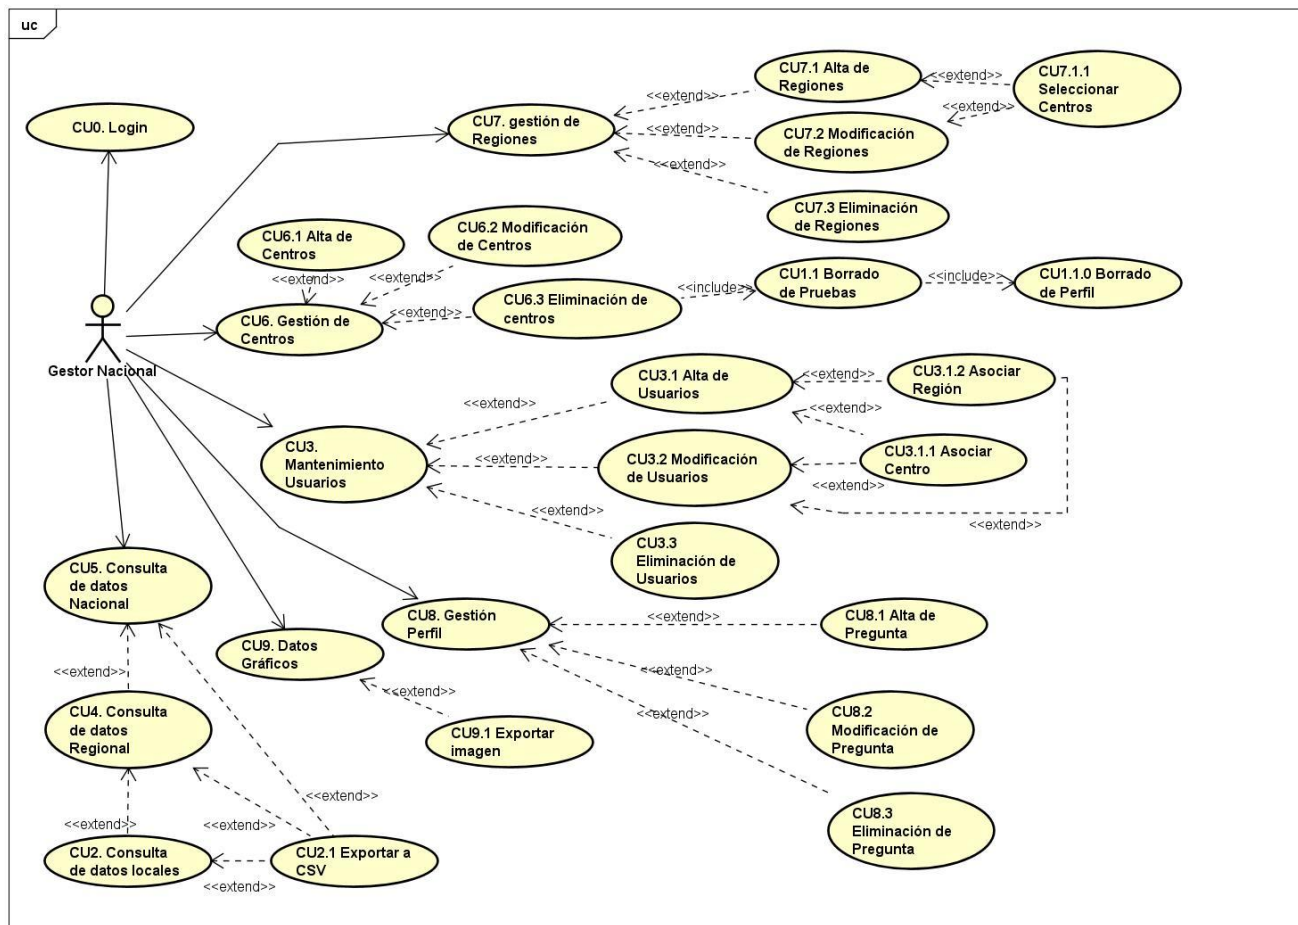 uc
CU0. Login
Gestor Nacional
CU7. gestión de
Regiones
<<extend>>
<<extend>>
<<extend>>
CU7.1 Alta de
Regiones
CU7.2 Modificación
de Regiones
CU7.3 Eliminación
de Regiones
<<extend>>
<<extend>>
CU7.1.1
Seleccionar
Centros
CU6.1 Alta de
Centros
CU6.2 Modificación
de Centros
<<extend>>
<<extend>>
<<extend>>
CU6. Gestión de
Centros
CU6.3 Eliminación de
centros
<<include>>
CU1.1 Borrado
de Pruebas
<<include>>
CU1.1.0 Borrado
de Perfil
CU3.
Mantenimiento
Usuarios
<<extend>>
<<extend>>
<<extend>>
CU3.1 Alta de
Usuarios
CU3.2 Modificación
de Usuarios
CU3.3
Eliminación de
Usuarios
<<extend>>
<<extend>>
<<extend>>
<<extend>>
CU3.1.2 Asociar
Región
CU3.1.1 Asociar
Centro
CU5. Consulta
de datos
Nacional
<<extend>>
CU4. Consulta
de datos
Regional
<<extend>>
<<extend>>
<<extend>>
CU2. Consulta
de datos locales
<<extend>>
CU2.1 Exportar a
CSV
CU9. Datos
Gráficos
<<extend>>
CU9.1 Exportar
imagen
CU8. Gestión
Perfil
<<extend>>
<<extend>>
<<extend>>
CU8.1 Alta de
Pregunta
CU8.2
Modificación de
Pregunta
CU8.3
Eliminación de
Pregunta